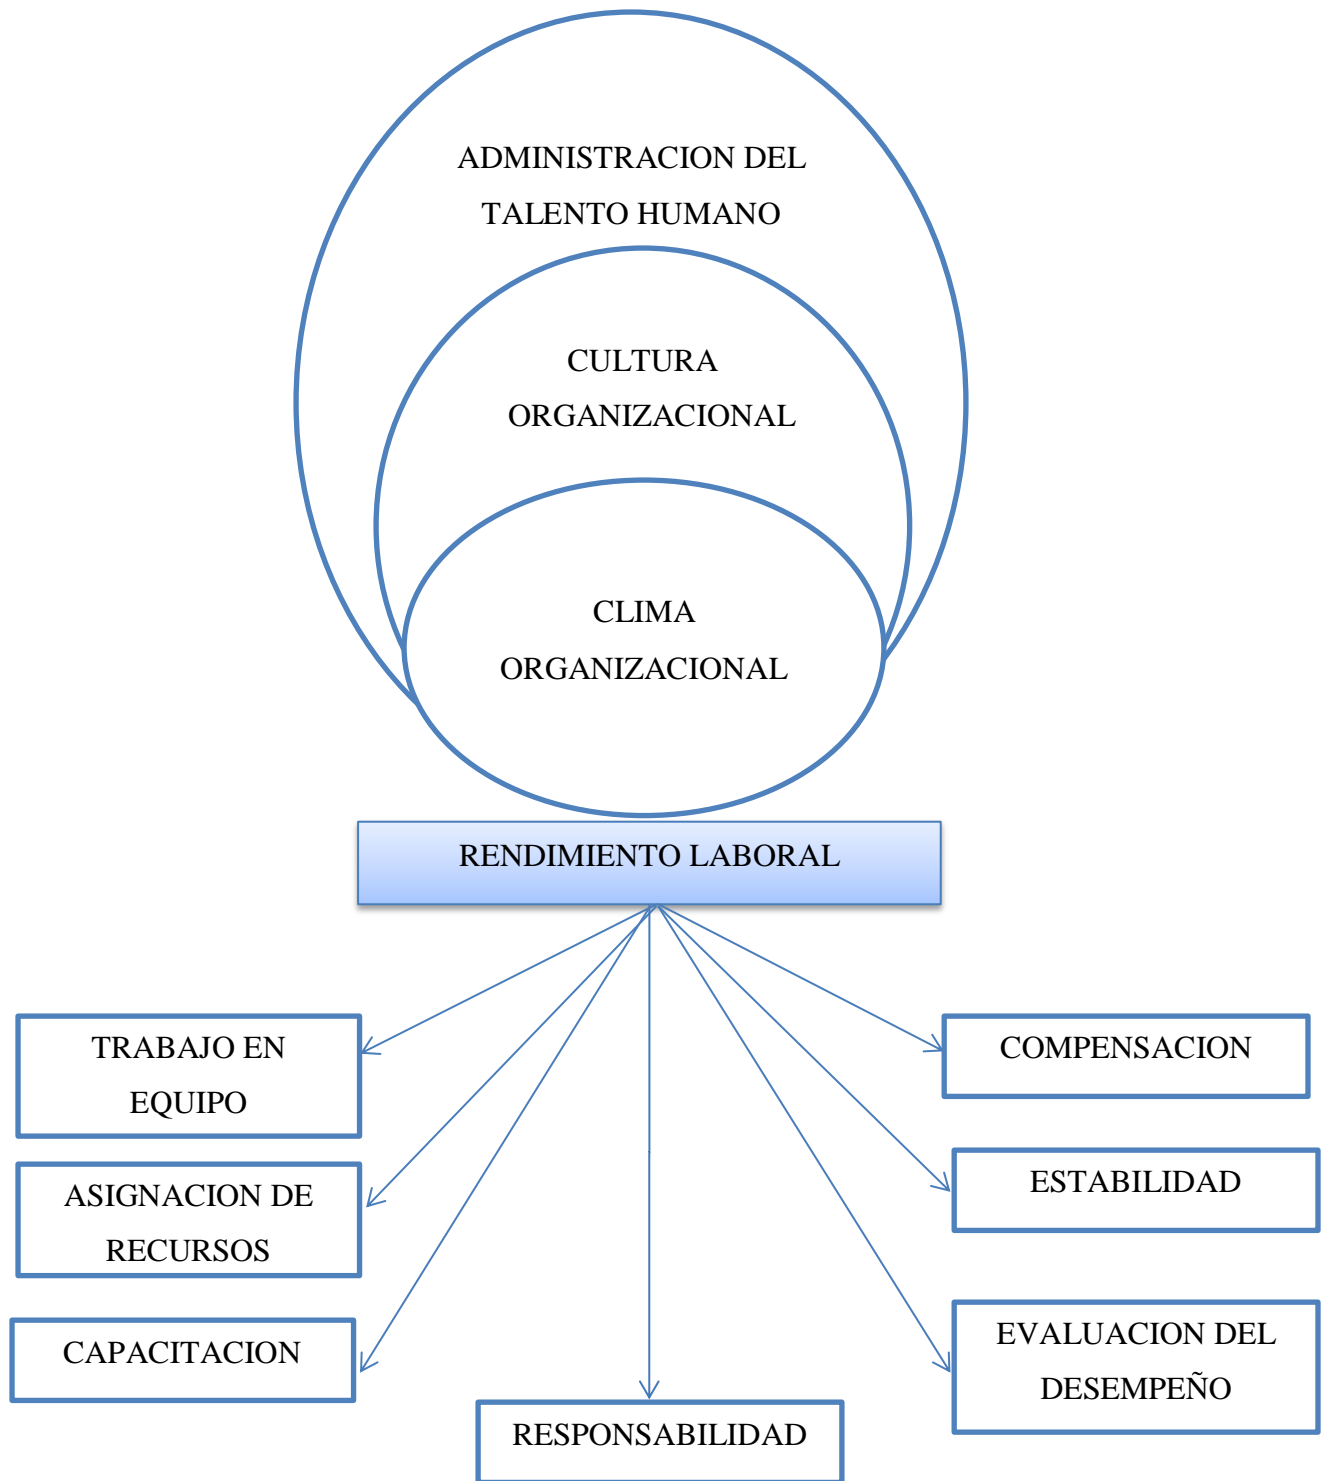 ADMINISTRACION DEL
TALENTO HUMANO
CULTURA
ORGANIZACIONAL
CLIMA
ORGANIZACIONAL
RENDIMIENTO LABORAL
TRABAJO EN
EQUIPO
ASIGNACION DE
RECURSOS
CAPACITACION
RESPONSABILIDAD
COMPENSACION
ESTABILIDAD
EVALUACION DEL
DESEMPEÑO